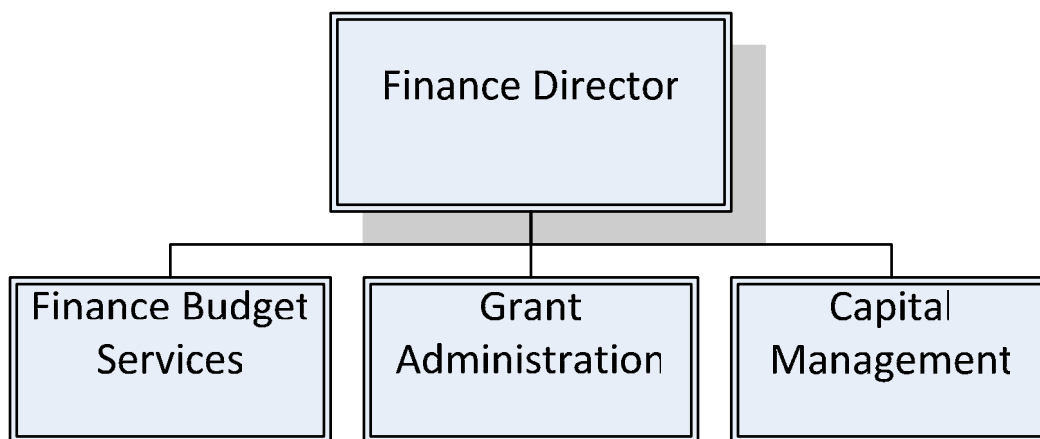 Finance Director
Finance Budget
Services
Grant
Administration
Capital
Management